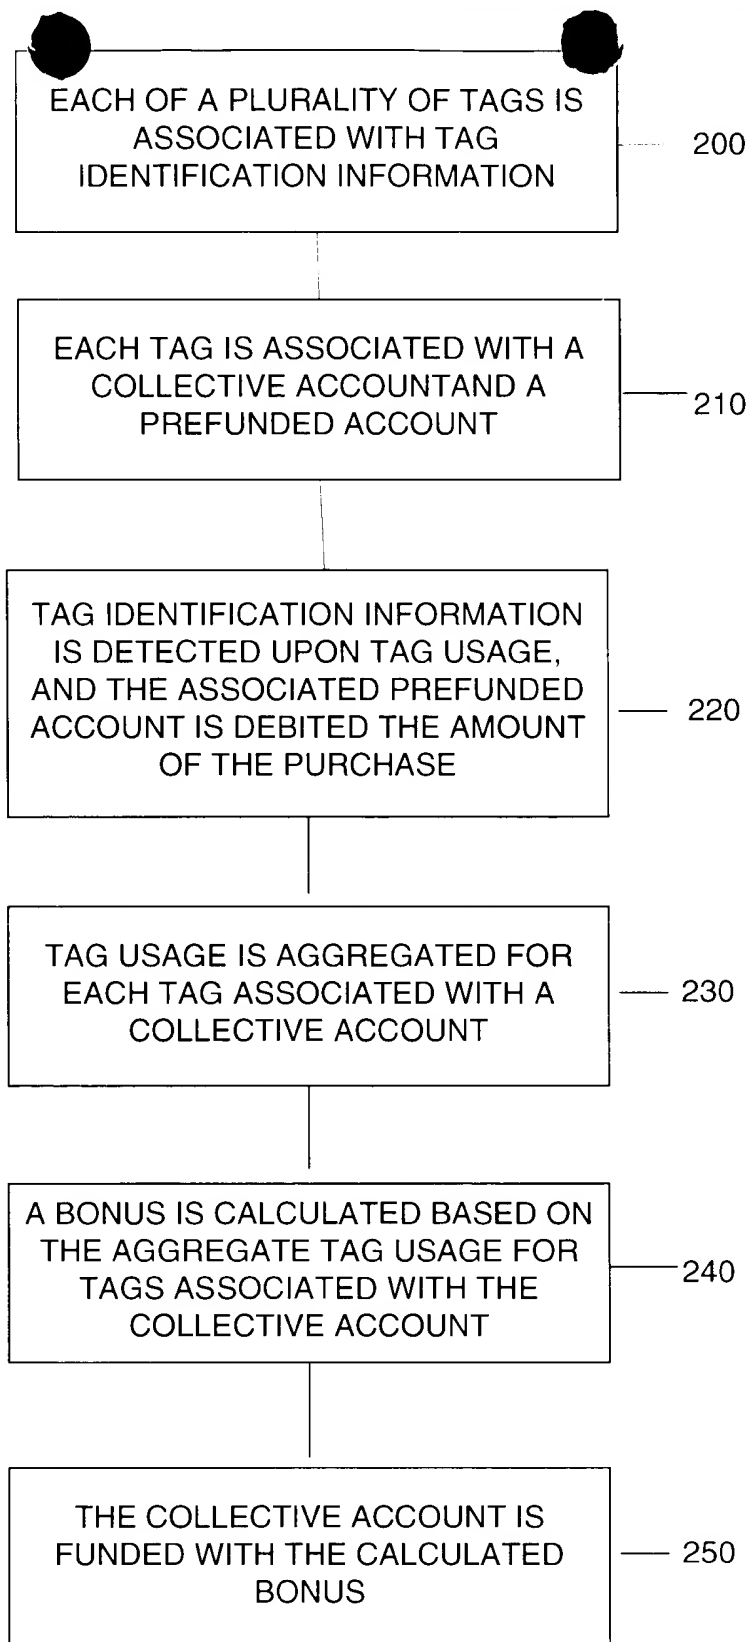 EACH OF A PLURALITY OF TAGS IS
ASSOCIATED WITH TAG
IDENTIFICATION INFORMATION
200
EACH TAG IS ASSOCIATED WITH A
COLLECTIVE ACCOUNTAND A
PREFUNDED ACCOUNT
210
TAG IDENTIFICATION INFORMATION
IS DETECTED UPON TAG USAGE,
AND THE ASSOCIATED PREFUNDED
ACCOUNT IS DEBITED THE AMOUNT
OF THE PURCHASE
220
TAG USAGE IS AGGREGATED FOR
EACH TAG ASSOCIATED WITH A
COLLECTIVE ACCOUNT
230
A BONUS IS CALCULATED BASED ON
THE AGGREGATE TAG USAGE FOR
TAGS ASSOCIATED WITH THE
COLLECTIVE ACCOUNT
240
THE COLLECTIVE ACCOUNT IS
FUNDED WITH THE CALCULATED
BONUS
250